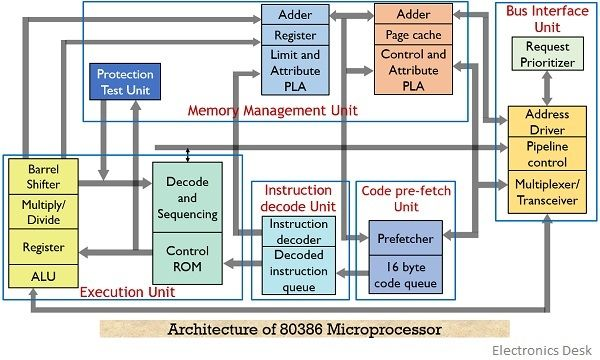 Bus Interface
Unit
Request
Prioritizer
Address
Driver
Pipeline
control
Multiplexer/
Transceiver
Adder
Register
Limit and
Attribute
PLA
Adder
Page cache
Control and
Attribute
PLA
Memory Management Unit
Protection
Test Unit
Barrel
Shifter
Multiply/
Divide
Register
ALU
Decode
and
Sequencing
Control
ROM
Execution Unit
Instruction
decode Unit
Instruction
decoder
Decoded
instruction
queue
Code pre-fetch
Unit
Prefetcher
16 byte
code queue
Architecture of 80386 Microprocessor
Electronics Desk